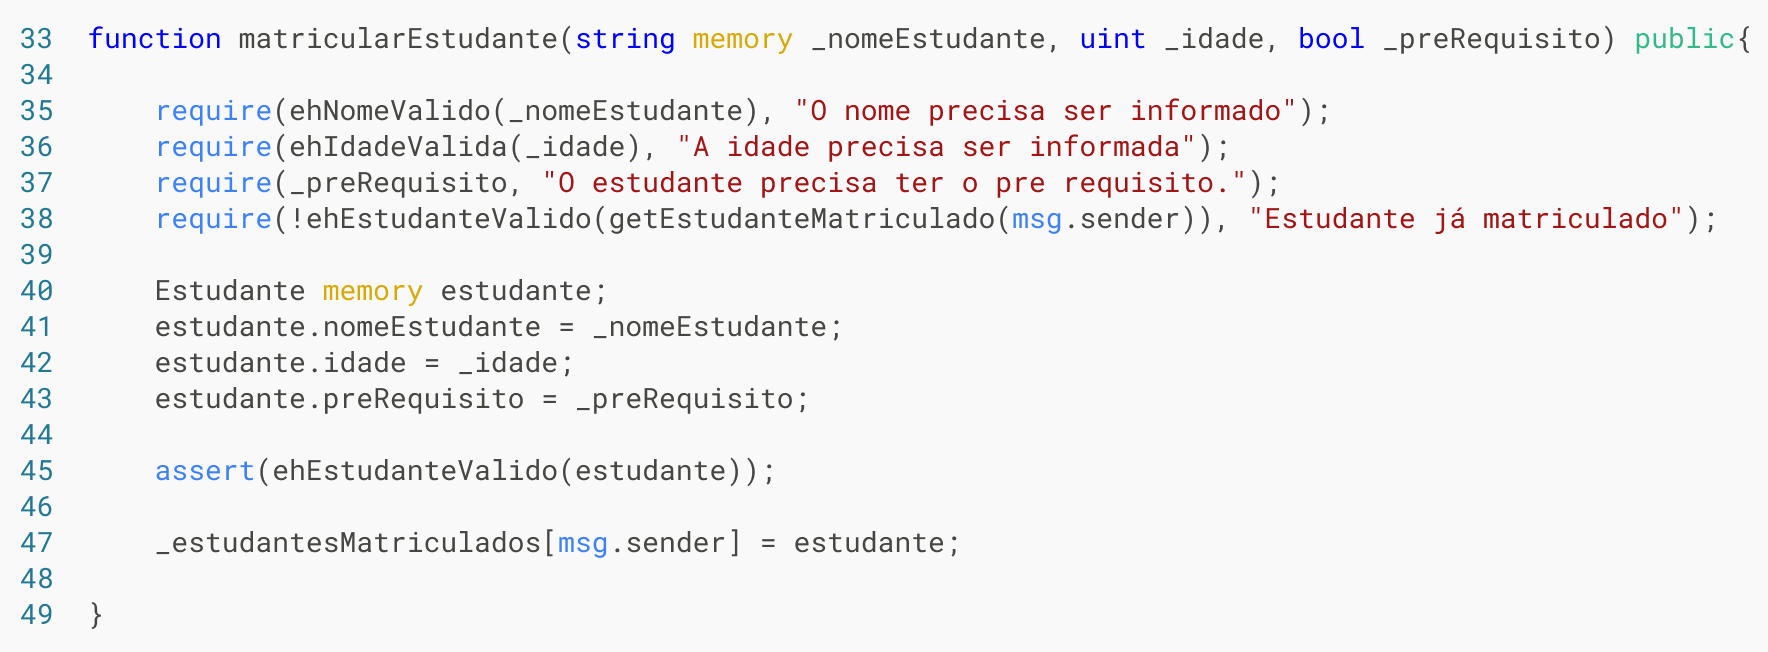 33 function matricularEstudante(string memory _nomeEstudante, uint _idade, bool _preRequisito) public{
34
35     require(ehNomeValido(_nomeEstudante), "O nome precisa ser informado");
36     require(ehIdadeValida(_idade), "A idade precisa ser informada");
37     require(_preRequisito, "O estudante precisa ter o pre requisito.");
38     require(!ehEstudanteValido(getEstudanteMatriculado(msg.sender)), "Estudante já matriculado");
39
40     Estudante memory estudante;
41     estudante.nomeEstudante = _nomeEstudante;
42     estudante.idade = _idade;
43     estudante.preRequisito = _preRequisito;
44
45     assert(ehEstudanteValido(estudante));
46
47     _estudantesMatriculados[msg.sender] = estudante;
48
49 }